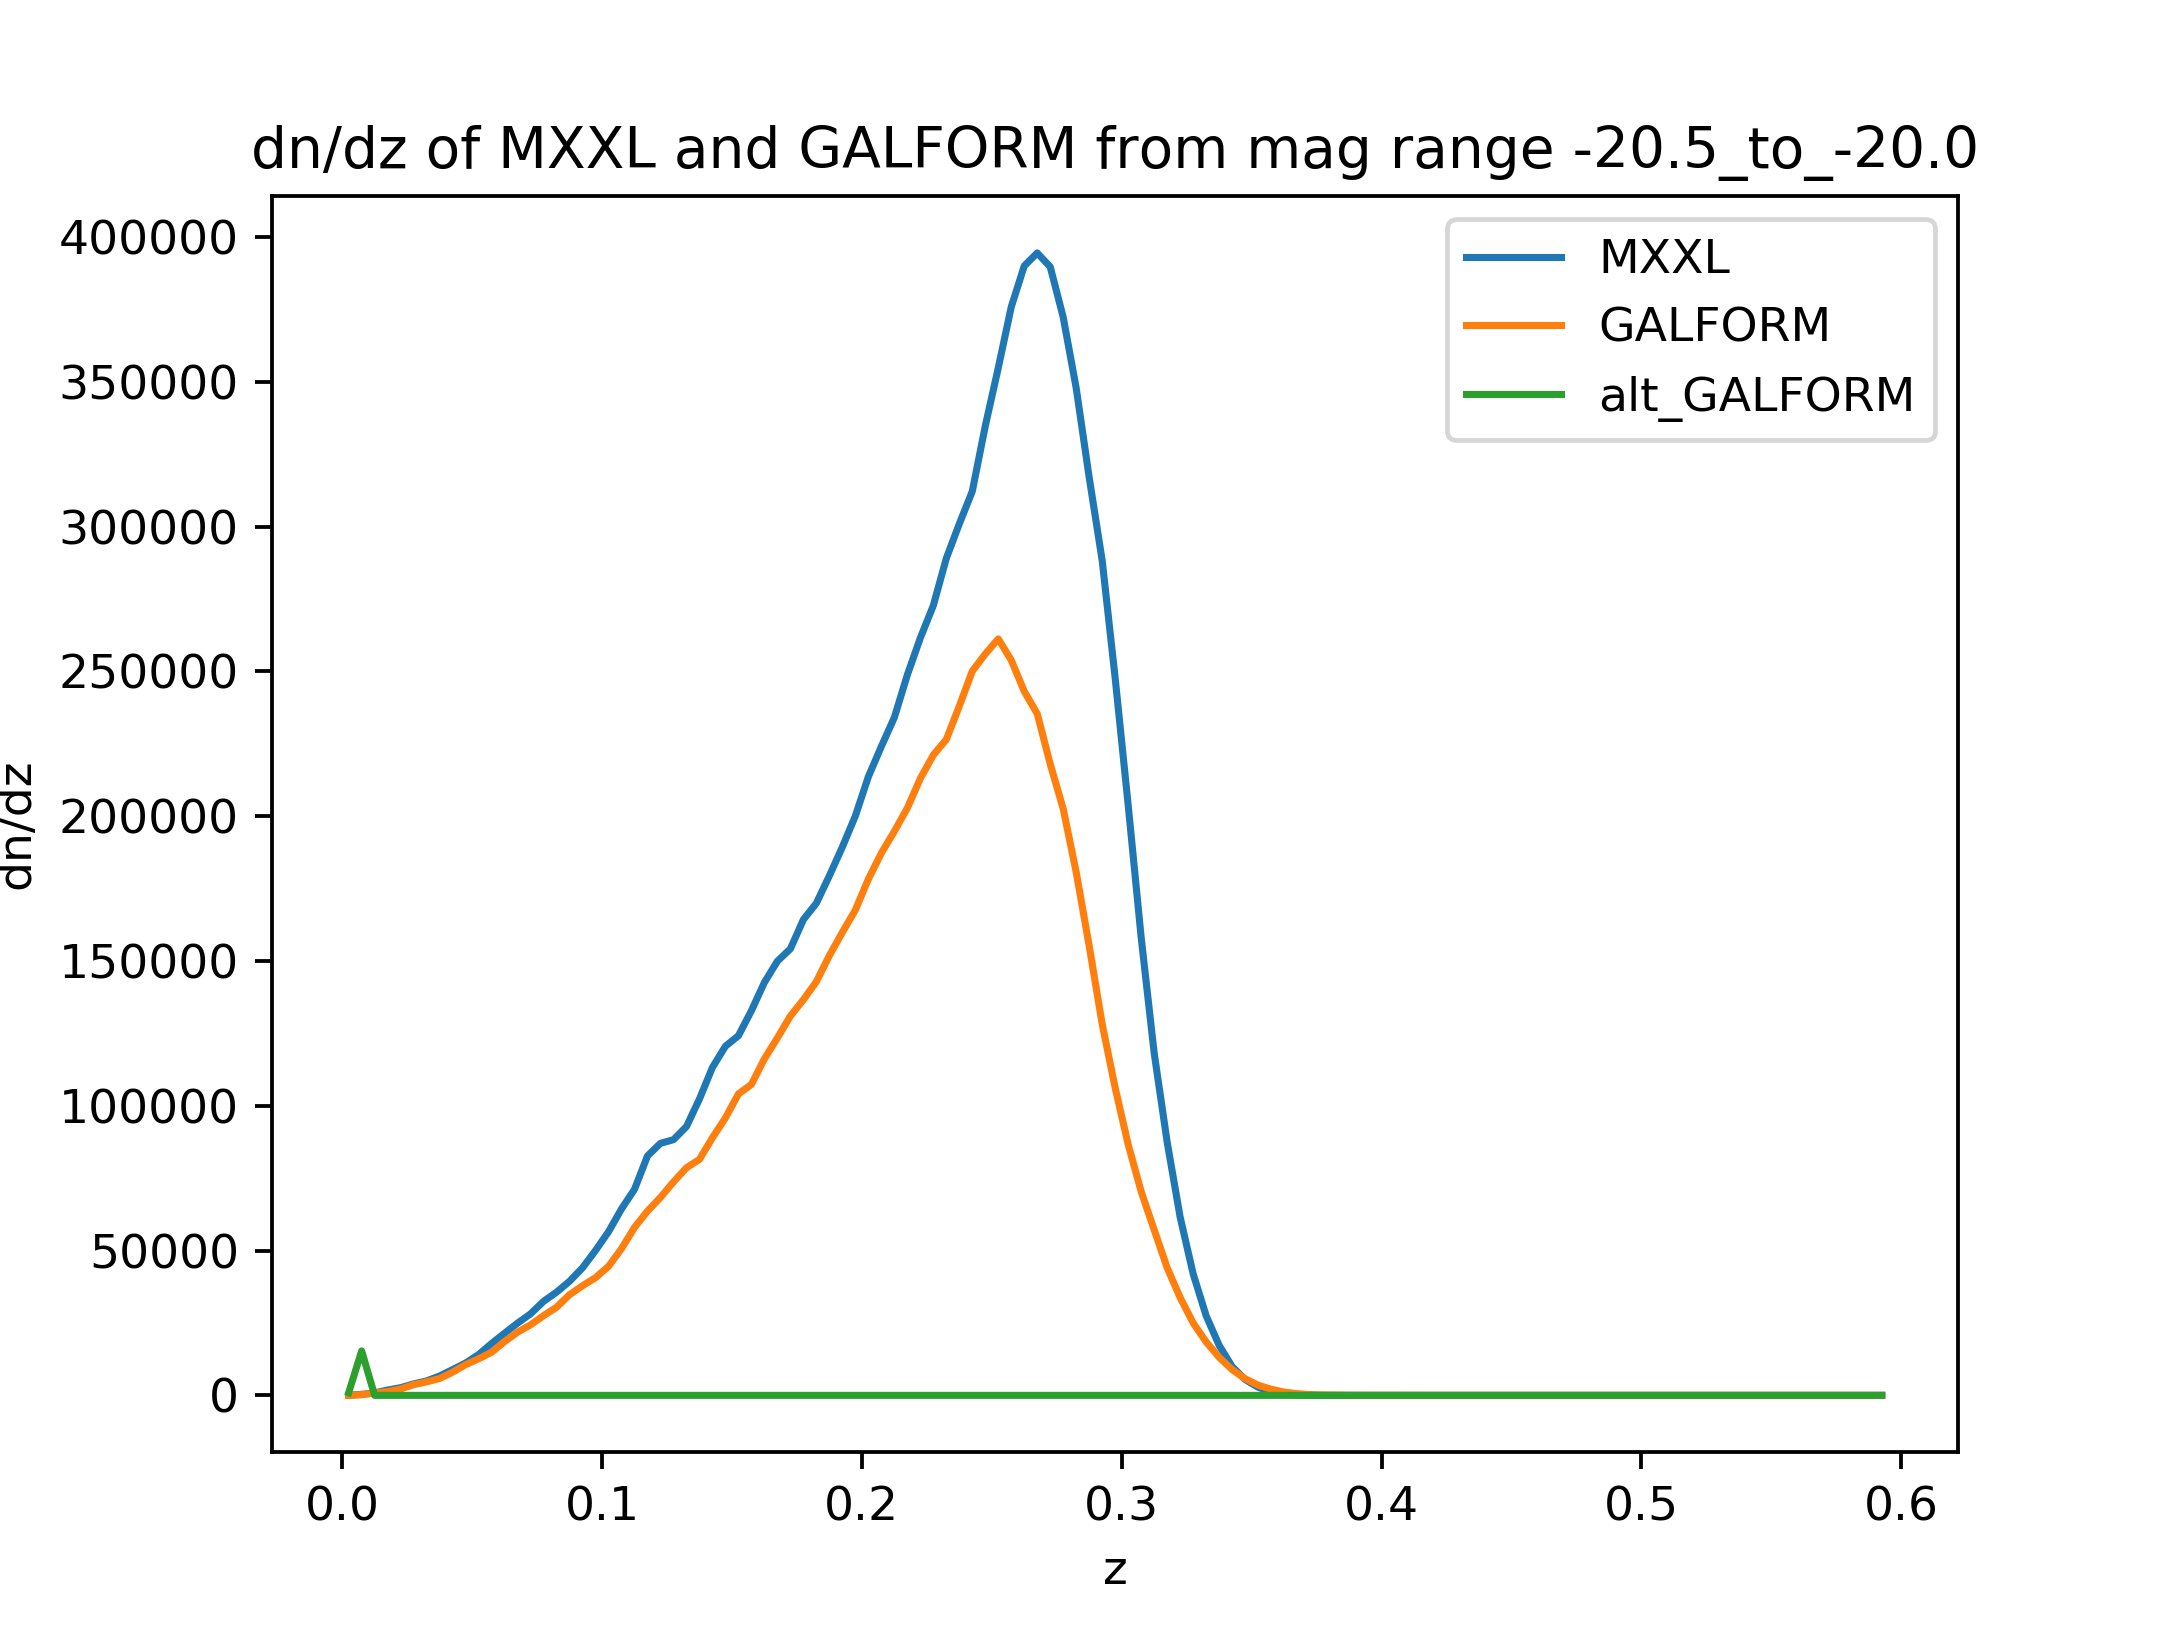 dn/dz of MXXL and GALFORM from mag range -20.5_to_-20.0
MXXL
GALFORM
alt_GALFORM
dn/dz
400000
350000
300000
250000
200000
150000
100000
50000
0
0.0 0.1 0.2 0.3 0.4 0.5 0.6
z